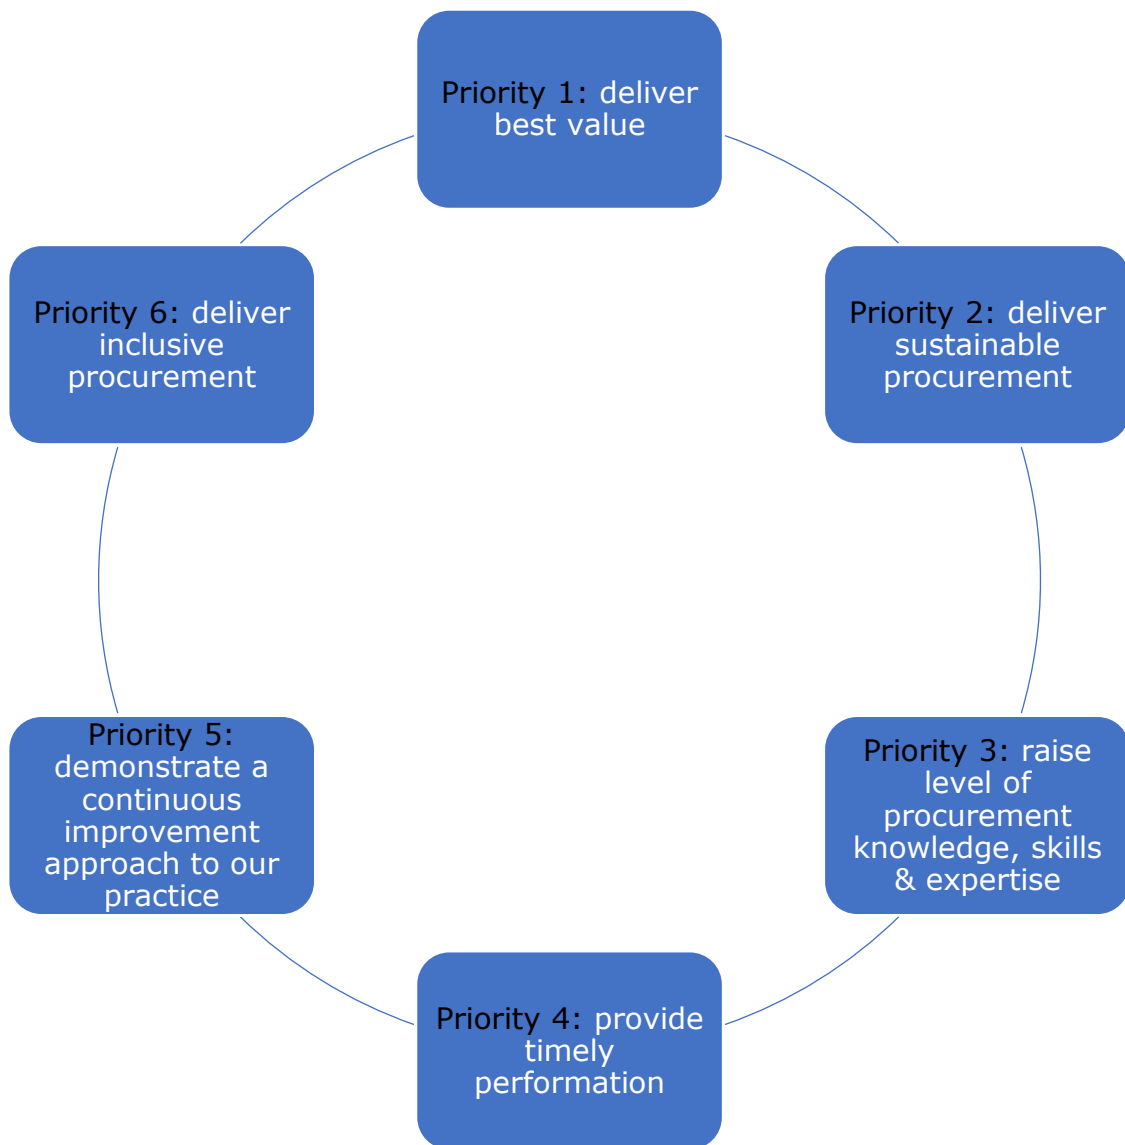 Priority 1: deliver
best value
Priority 2: deliver
sustainable
procurement
Priority 3: raise
level of
procurement
knowledge, skills
& expertise
Priority 4: provide
timely
performation
Priority 5:
demonstrate a
continuous
improvement
approach to our
practice
Priority 6: deliver
inclusive
procurement